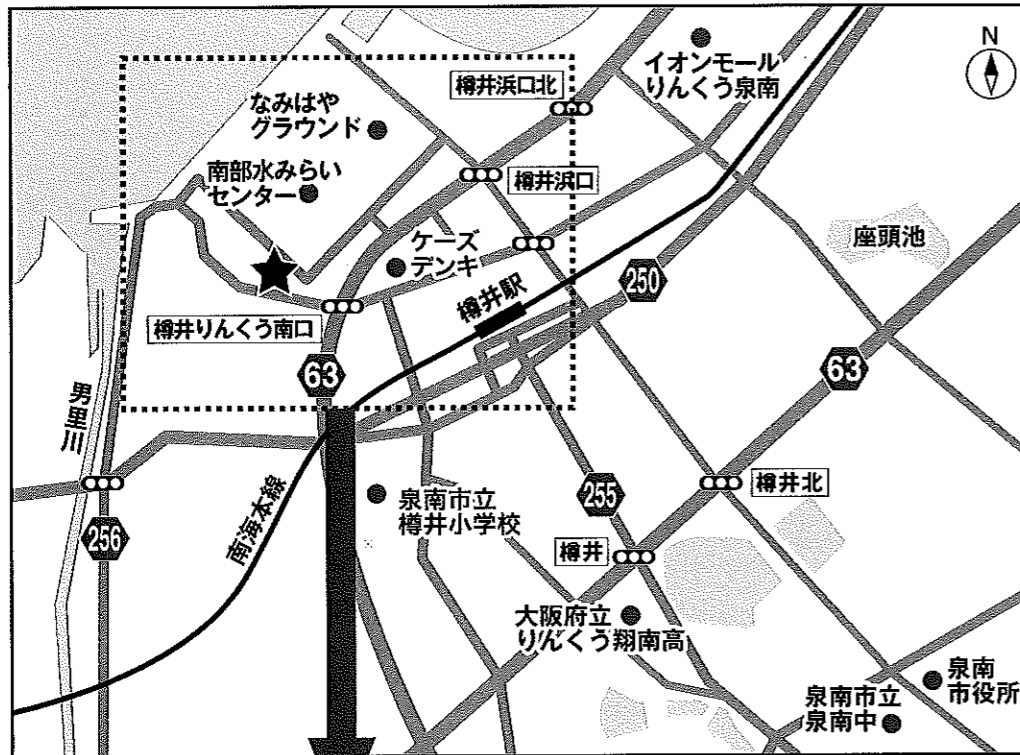 N
イオンモール
りんくう泉南
樽井浜口北
なみはや
グラウンド
南部水みらい
センター
樽井浜口
ケーズ
デンキ
座頭池
樽井駅
250
樽井りんくう南口
63
63
男里川
256
南海本線
泉南市立
樽井小学校
255
樽井北
樽井
大阪府立
りんくう翔南高
泉南
市役所
泉南市立
泉南中